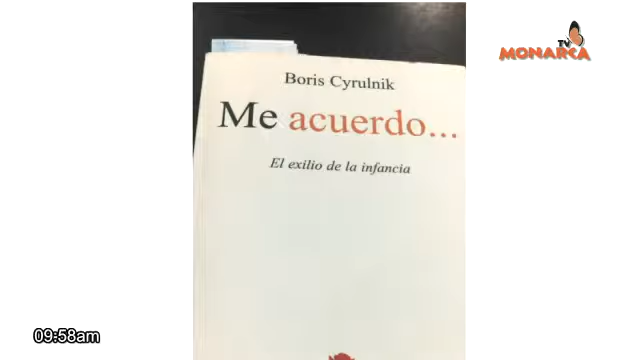 TV
MONARCA
Boris Cyrulnik
Me acuerdo...
El exilio de la infancia
09:58am